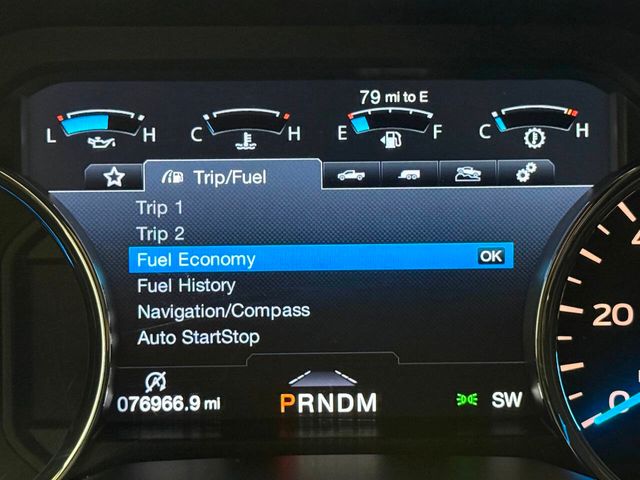 79 mi to E
L H C H E F C H
Trip/Fuel
Trip 1
Trip 2
Fuel Economy OK
Fuel History
Navigation/Compass
Auto StartStop
076966.9 mi PRNDM SW
20
0